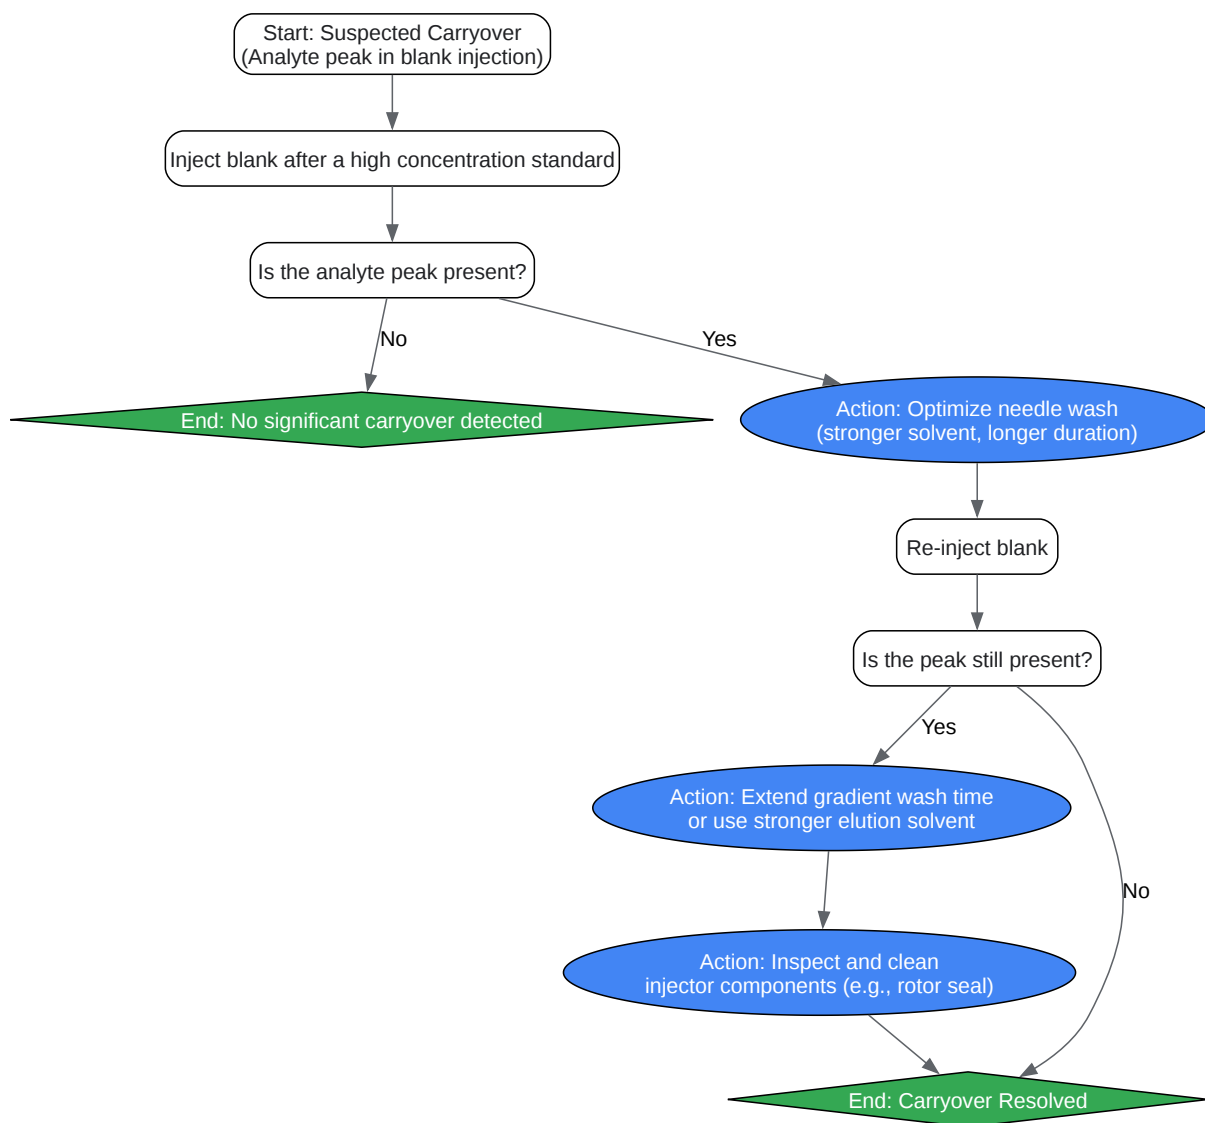 Start: Suspected Carryover
(Analyte peak in blank injection)
Inject blank after a high concentration standard
Is the analyte peak present?
No
Yes
End: No significant carryover detected
Action: Optimize needle wash
(stronger solvent, longer duration)
Re-inject blank
Is the peak still present?
Yes
Action: Extend gradient wash time
or use stronger elution solvent
No
Action: Inspect and clean
injector components (e.g., rotor seal)
End: Carryover Resolved